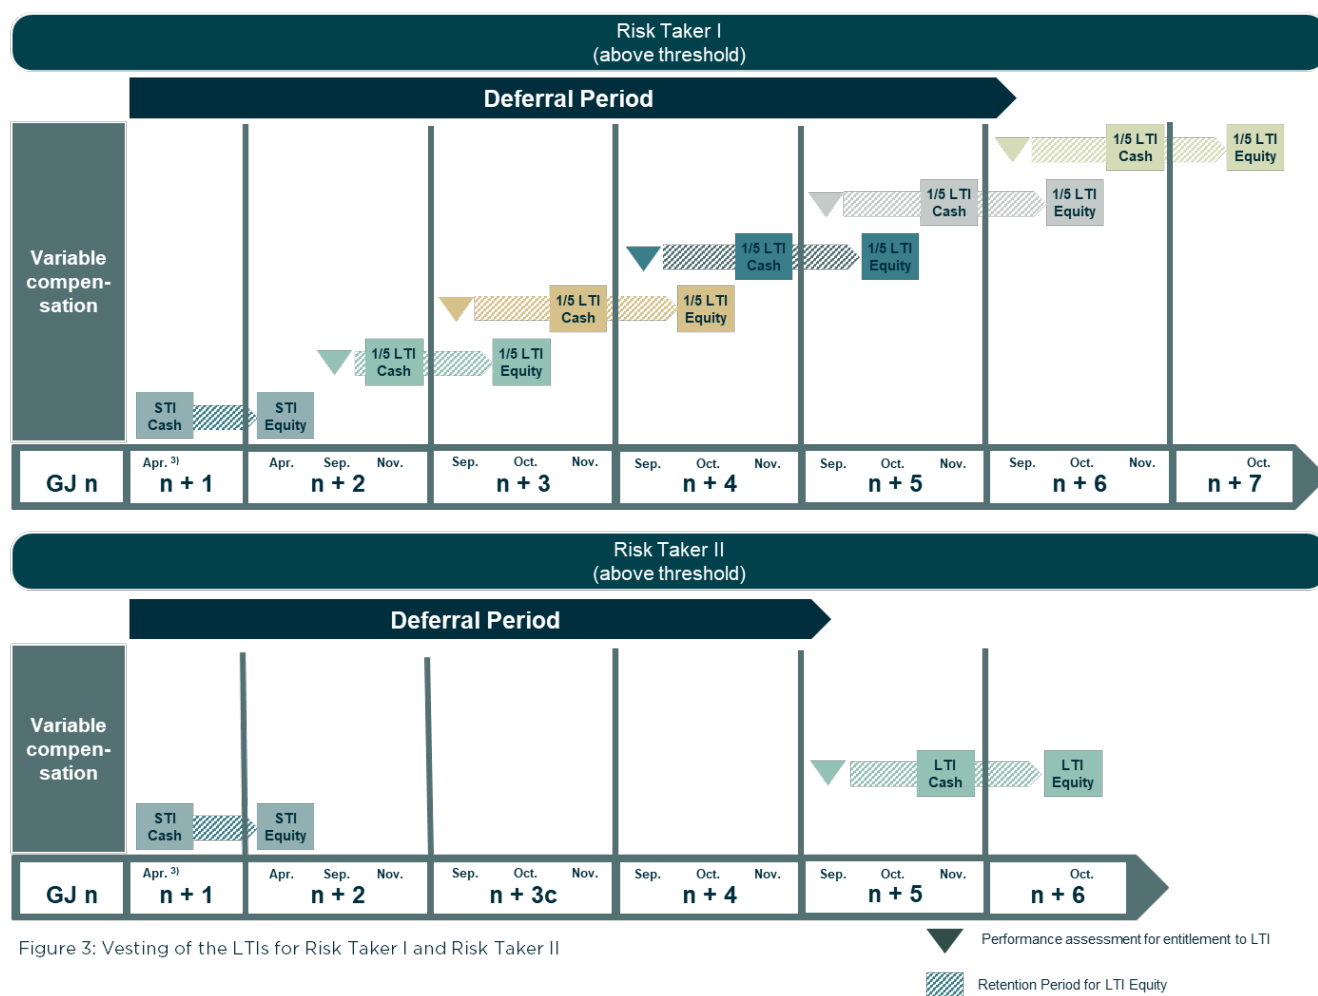 Risk Taker I
(above threshold)
Deferral Period
Variable
compen-
sation
1/5 LTI
Cash
1/5 LTI
Equity
1/5 LTI
Cash
1/5 LTI
Equity
1/5 LTI
Cash
1/5 LTI
Equity
1/5 LTI
Cash
1/5 LTI
Equity
1/5 LTI
Cash
1/5 LTI
Equity
STI
Cash
STI
Equity
GJ n
Apr. 3)
n + 1
Apr. Sep. Nov.
n + 2
Sep. Oct. Nov.
n + 3
Sep. Oct. Nov.
n + 4
Sep. Oct. Nov.
n + 5
Sep. Oct. Nov.
n + 6
Oct.
n + 7
Risk Taker II
(above threshold)
Deferral Period
Variable
compen-
sation
LTI
Cash
LTI
Equity
STI
Cash
STI
Equity
GJ n
Apr. 3)
n + 1
Apr. Sep. Nov.
n + 2
Sep. Oct. Nov.
n + 3c
Sep. Oct. Nov.
n + 4
Sep. Oct. Nov.
n + 5
Oct.
n + 6
Figure 3: Vesting of the LTIs for Risk Taker I and Risk Taker II
Performance assessment for entitlement to LTI
Retention Period for LTI Equity